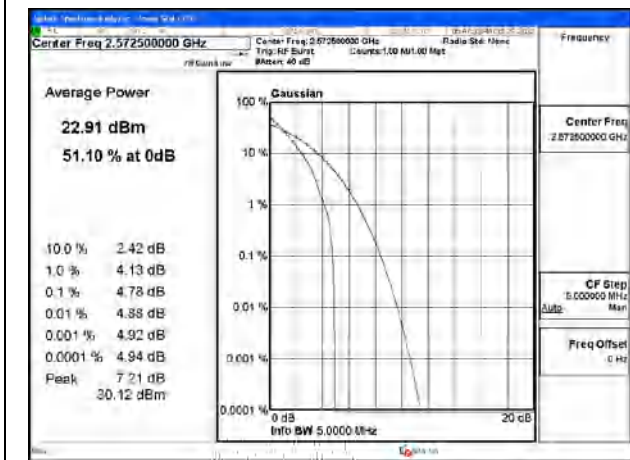 Center Freq 2.572500000 GHz
Center Freq: 2.572500000 GHz
Radio Std: None
Trig: RF Burst
Counts:1.00 M/1.00 Mpt
#Atten: 40 dB
Frequency
Average Power
22.91 dBm
51.10 % at 0dB
10.0 % 2.42 dB
1.0 % 4.13 dB
0.1 % 4.78 dB
0.01 % 4.88 dB
0.001 % 4.92 dB
0.0001 % 4.94 dB
Peak 7.21 dB
30.12 dBm
Gaussian
100 %
10 %
1 %
0.1 %
0.01 %
0.001 %
0.0001 %
0 dB
20 dB
Info BW 5.0000 MHz
Center Freq
2.572500000 GHz
CF Step
5.000000 MHz
Auto Man
Freq Offset
0 Hz